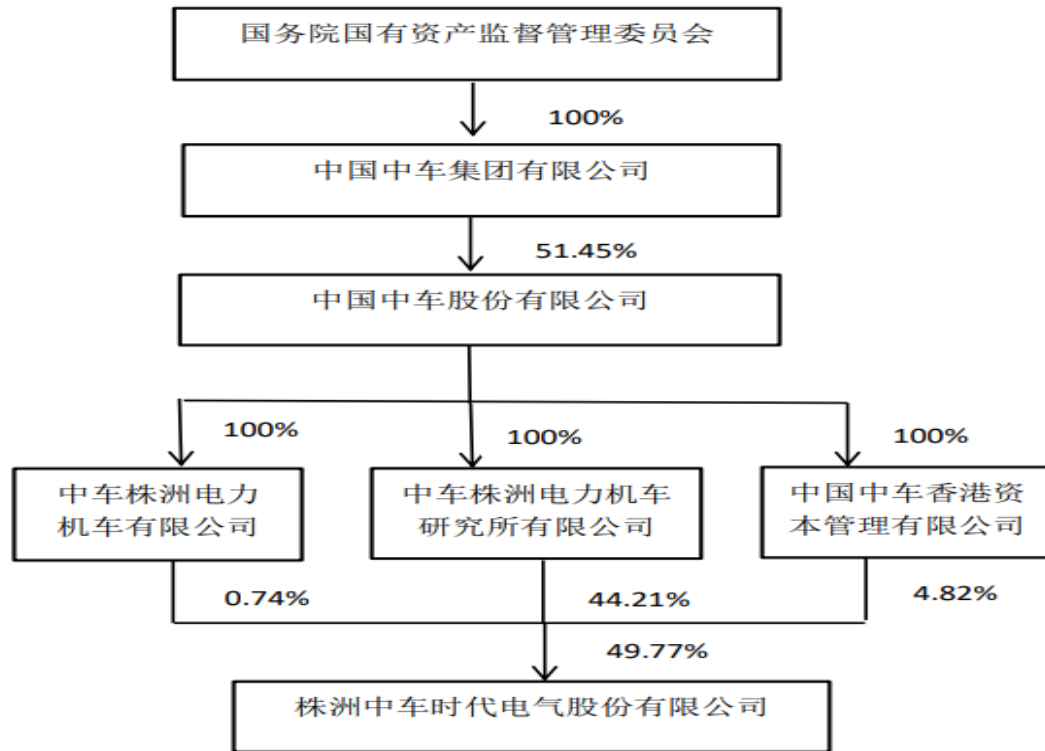 国务院国有资产监督管理委员会
100%
中国中车集团有限公司
51.45%
中国中车股份有限公司
100%
100%
100%
中车株洲电力
机车有限公司
中车株洲电力机车
研究所有限公司
中国中车香港资
本管理有限公司
0.74%
44.21%
4.82%
49.77%
株洲中车时代电气股份有限公司